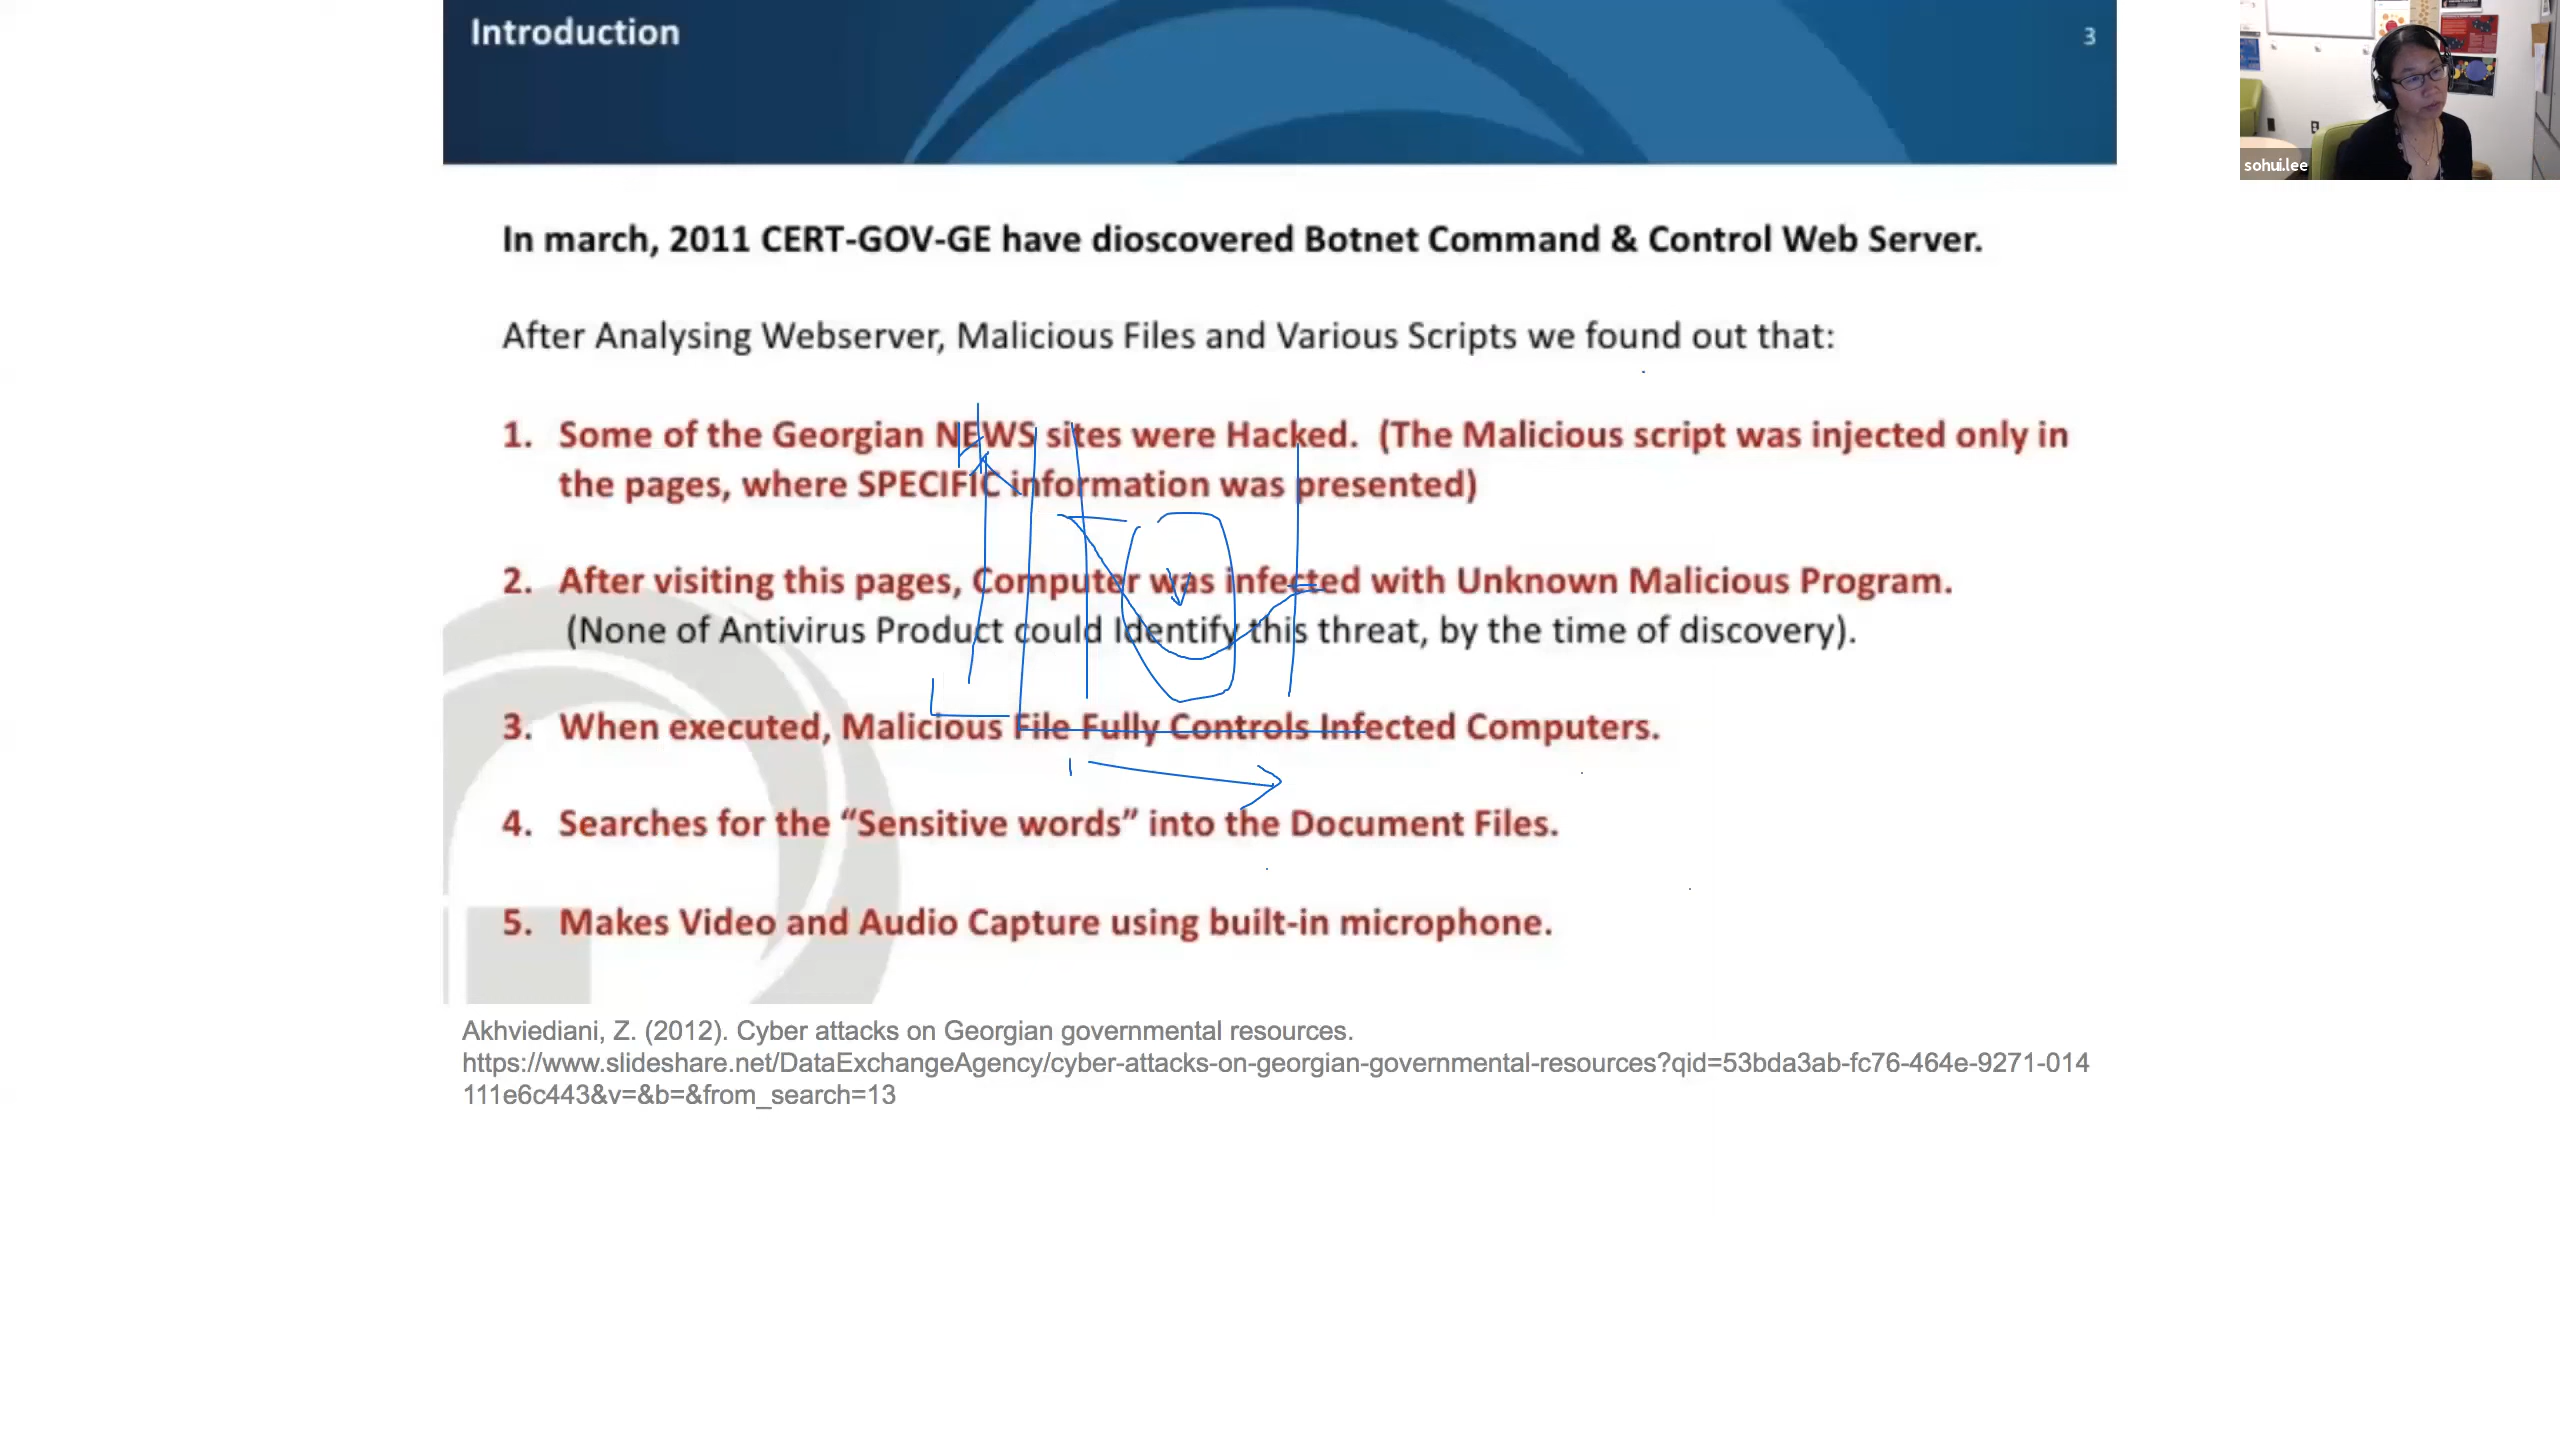 Introduction
3
sohui.lee
In march, 2011 CERT-GOV-GE have dioscovered Botnet Command & Control Web Server.
After Analysing Webserver, Malicious Files and Various Scripts we found out that:
1. Some of the Georgian NEWS sites were Hacked. (The Malicious script was injected only in
the pages, where SPECIFIC information was presented)
2. After visiting this pages, Computer was infected with Unknown Malicious Program.
(None of Antivirus Product could Identify this threat, by the time of discovery).
3. When executed, Malicious File Fully Controls Infected Computers.
4. Searches for the “Sensitive words” into the Document Files.
5. Makes Video and Audio Capture using built-in microphone.
Akhviediani, Z. (2012). Cyber attacks on Georgian governmental resources.
https://www.slideshare.net/DataExchangeAgency/cyber-attacks-on-georgian-governmental-resources?qid=53bda3ab-fc76-464e-9271-014
111e6c443&v=&b=&from_search=13